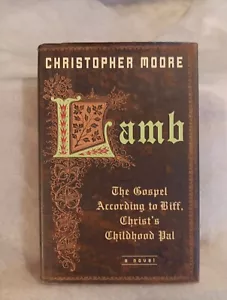 CHRISTOPHER MOORE
Lamb
The Gospel
According to Biff,
Christ's
Childhood Pal
a novel